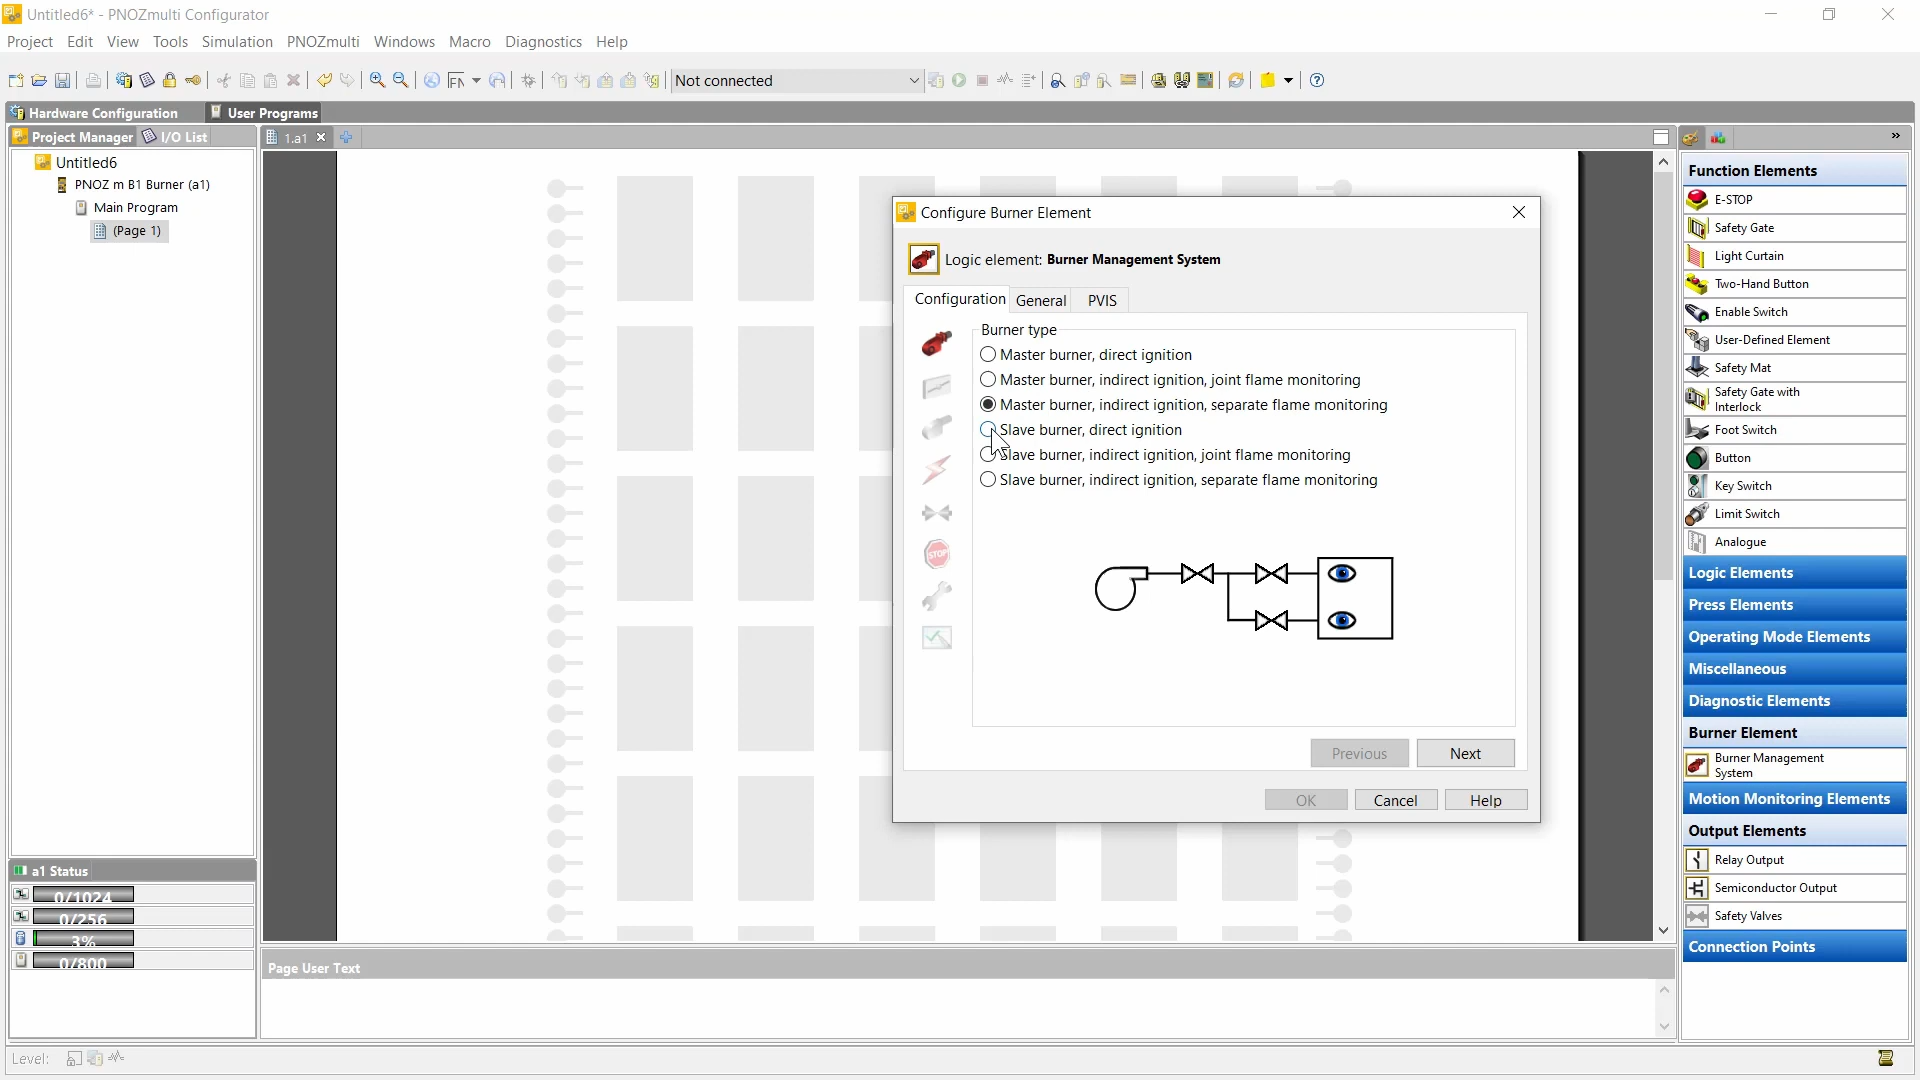 Untitled6* - PNOZmulti Configurator
Project Edit View Tools Simulation PNOZmulti Windows Macro Diagnostics Help
Not connected
Hardware Configuration User Programs
Project Manager I/O List
1.a1
Untitled6
PNOZ m B1 Burner (a1)
Main Program
(Page 1)
Configure Burner Element
Logic element: Burner Management System
Configuration General PVIS
Burner type
Master burner, direct ignition
Master burner, indirect ignition, joint flame monitoring
Master burner, indirect ignition, separate flame monitoring
Slave burner, direct ignition
Slave burner, indirect ignition, joint flame monitoring
Slave burner, indirect ignition, separate flame monitoring
STOP
Previous Next
OK Cancel Help
Function Elements
E-STOP
Safety Gate
Light Curtain
Two-Hand Button
Enable Switch
User-Defined Element
Safety Mat
Safety Gate with
Interlock
Foot Switch
Button
Key Switch
Limit Switch
Analogue
Logic Elements
Press Elements
Operating Mode Elements
Miscellaneous
Diagnostic Elements
Burner Element
Burner Management
System
Motion Monitoring Elements
Output Elements
Relay Output
Semiconductor Output
Safety Valves
Connection Points
a1 Status
0/1024
0/256
3%
0/800
Page User Text
Level: